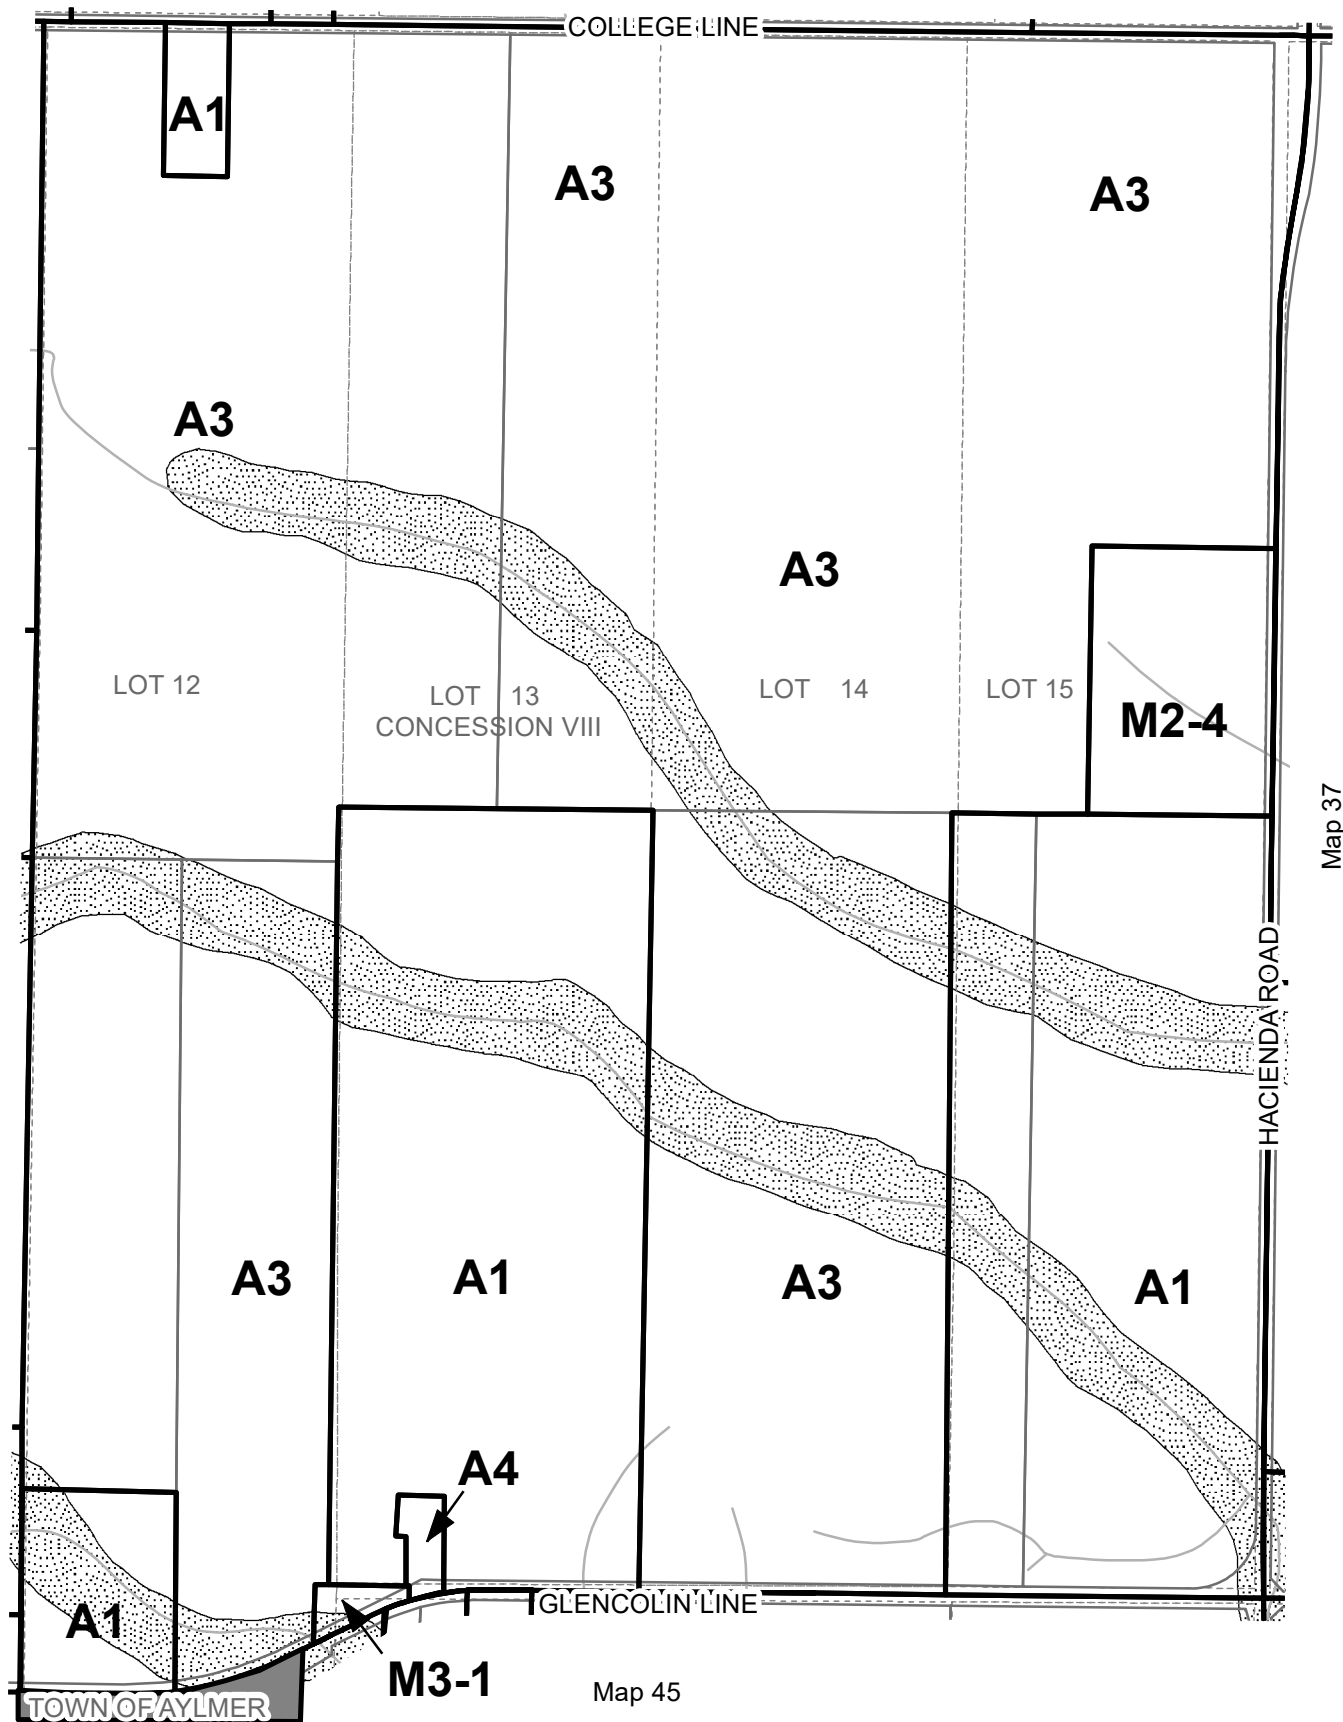 COLLEGE LINE
A1
A3
A3
A3
A3
LOT 12
LOT 13
CONCESSION VIII
LOT 14
LOT 15
M2-4
Map 37
HACIENDA ROAD
A3
A1
A3
A1
A4
A1
GLENCOLIN LINE
M3-1
Map 45
TOWN OF AYLMER